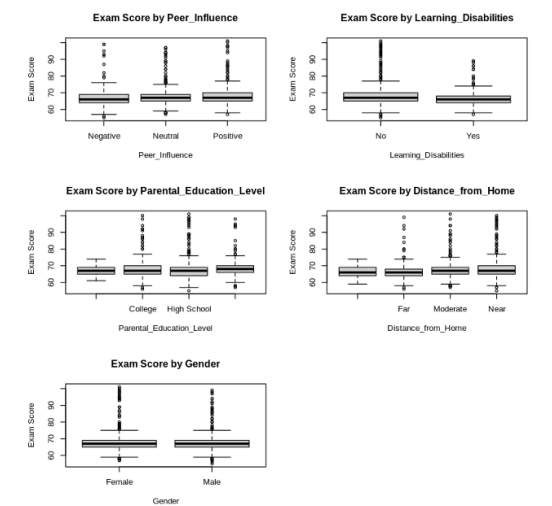 Exam Score by Peer_Influence
Exam Score
60 70 80 90
Negative Neutral Positive
Peer_Influence
Exam Score by Learning_Disabilities
Exam Score
60 70 80 90
No Yes
Learning_Disabilities
Exam Score by Parental_Education_Level
Exam Score
60 70 80 90
College High School
Parental_Education_Level
Exam Score by Distance_from_Home
Exam Score
60 70 80 90
Far Moderate Near
Distance_from_Home
Exam Score by Gender
Exam Score
60 70 80 90
Female Male
Gender